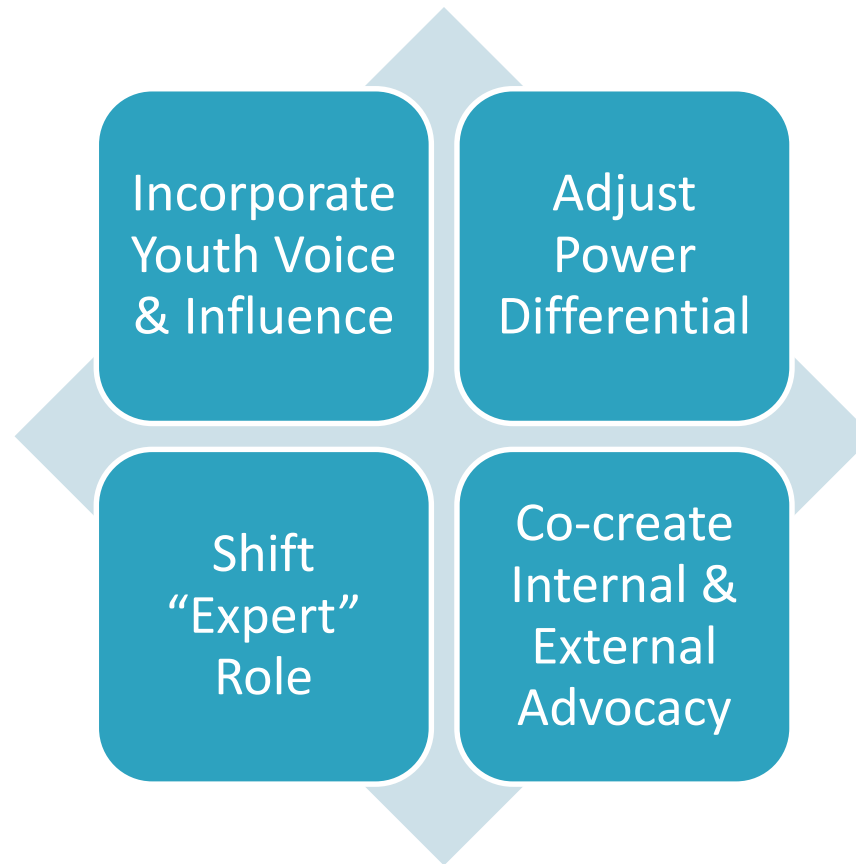 Incorporate
Youth Voice
& Influence
Adjust
Power
Differential
Shift
“Expert”
Role
Co-create
Internal &
External
Advocacy